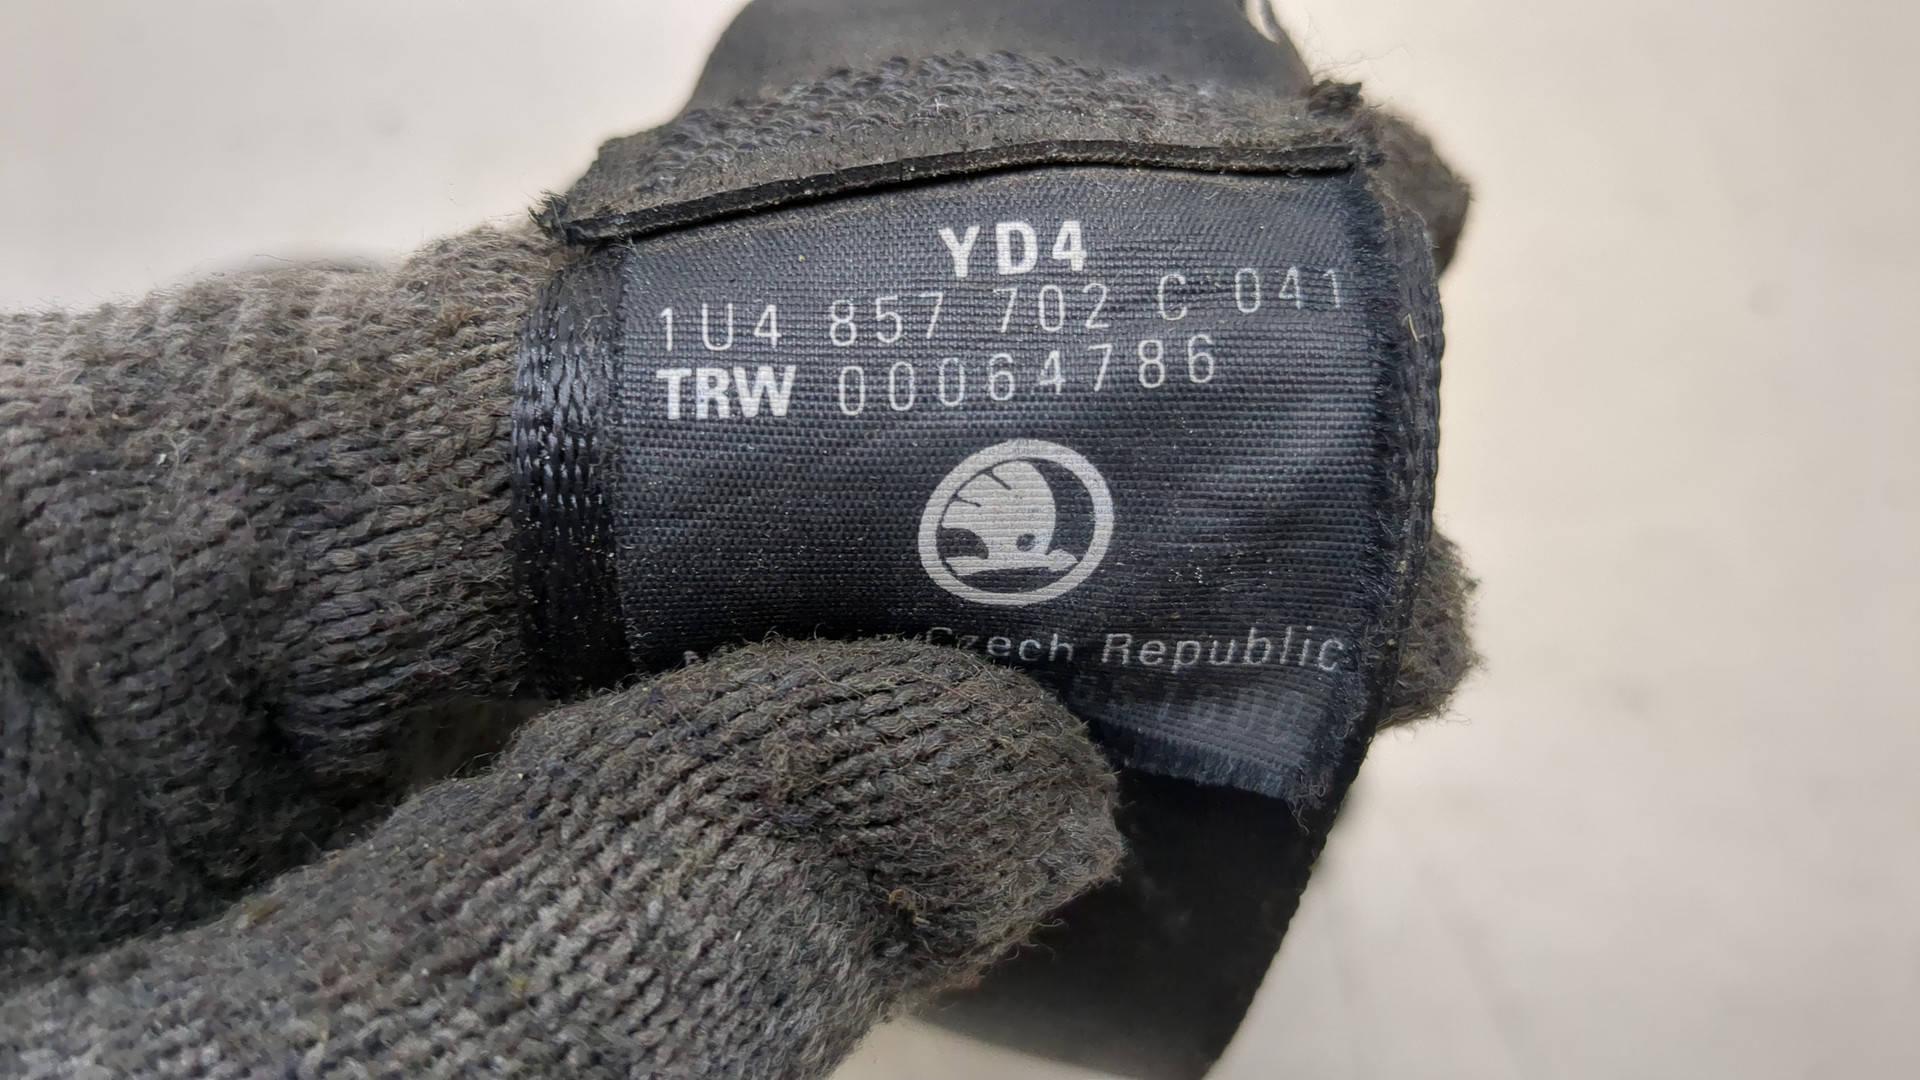 YD4
1U4 857 702 C 041
TRW 00064786
Czech Republic